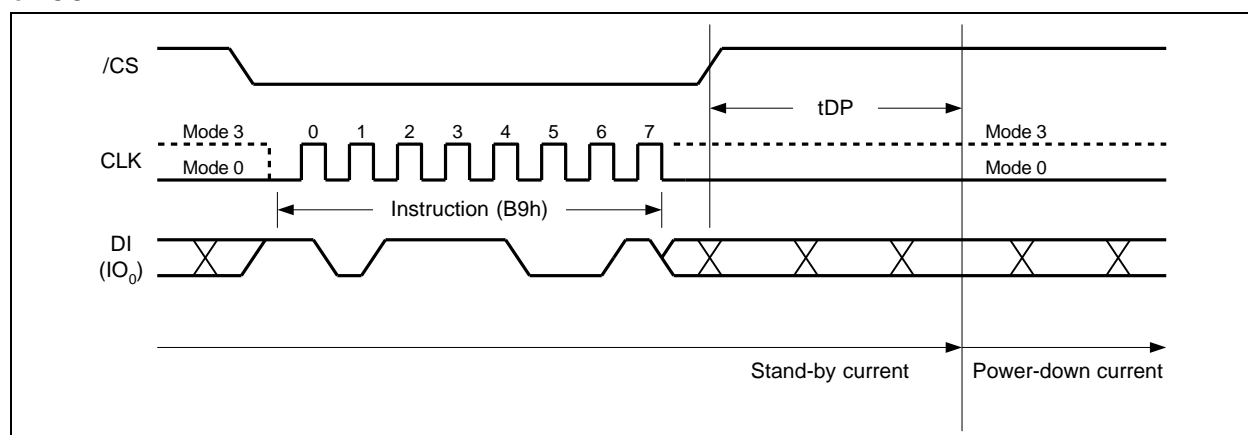 /CS
tDP
Mode 3 0 1 2 3 4 5 6 7 Mode 3
CLK
Mode 0 Mode 0
Instruction (B9h)
DI
(IO₀)
Stand-by current Power-down current